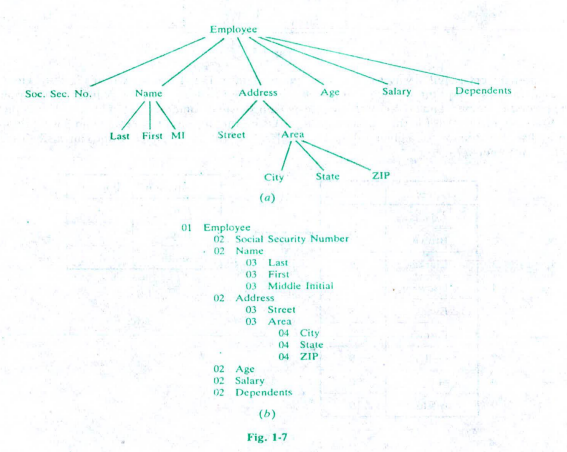 Employee
Soc. Sec. No. Name Address Age Salary Dependents
Last First MI Street Area
City State ZIP
(a)
01 Employee
02 Social Security Number
02 Name
03 Last
03 First
03 Middle Initial
02 Address
03 Street
03 Area
04 City
04 State
04 ZIP
02 Age
02 Salary
02 Dependents
(b)
Fig. 1-7